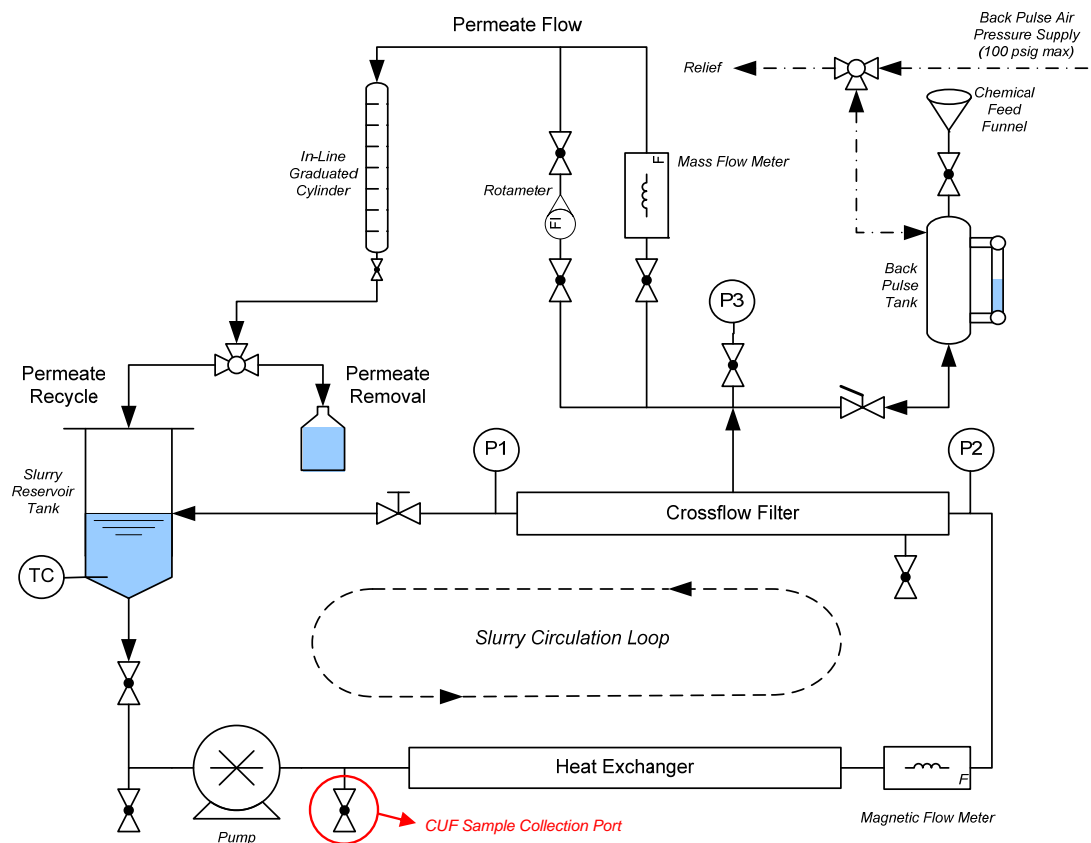 Permeate Flow
Back Pulse Air
Pressure Supply
(100 psig max)
Relief
Chemical
Feed
Funnel
In-Line
Graduated
Cylinder
Rotameter
FI
F
Mass Flow Meter
Back
Pulse
Tank
P3
Permeate
Recycle
Permeate
Removal
Slurry
Reservoir
Tank
P1
P2
Crossflow Filter
TC
Slurry Circulation Loop
Heat Exchanger
F
Magnetic Flow Meter
CUF Sample Collection Port
Pump